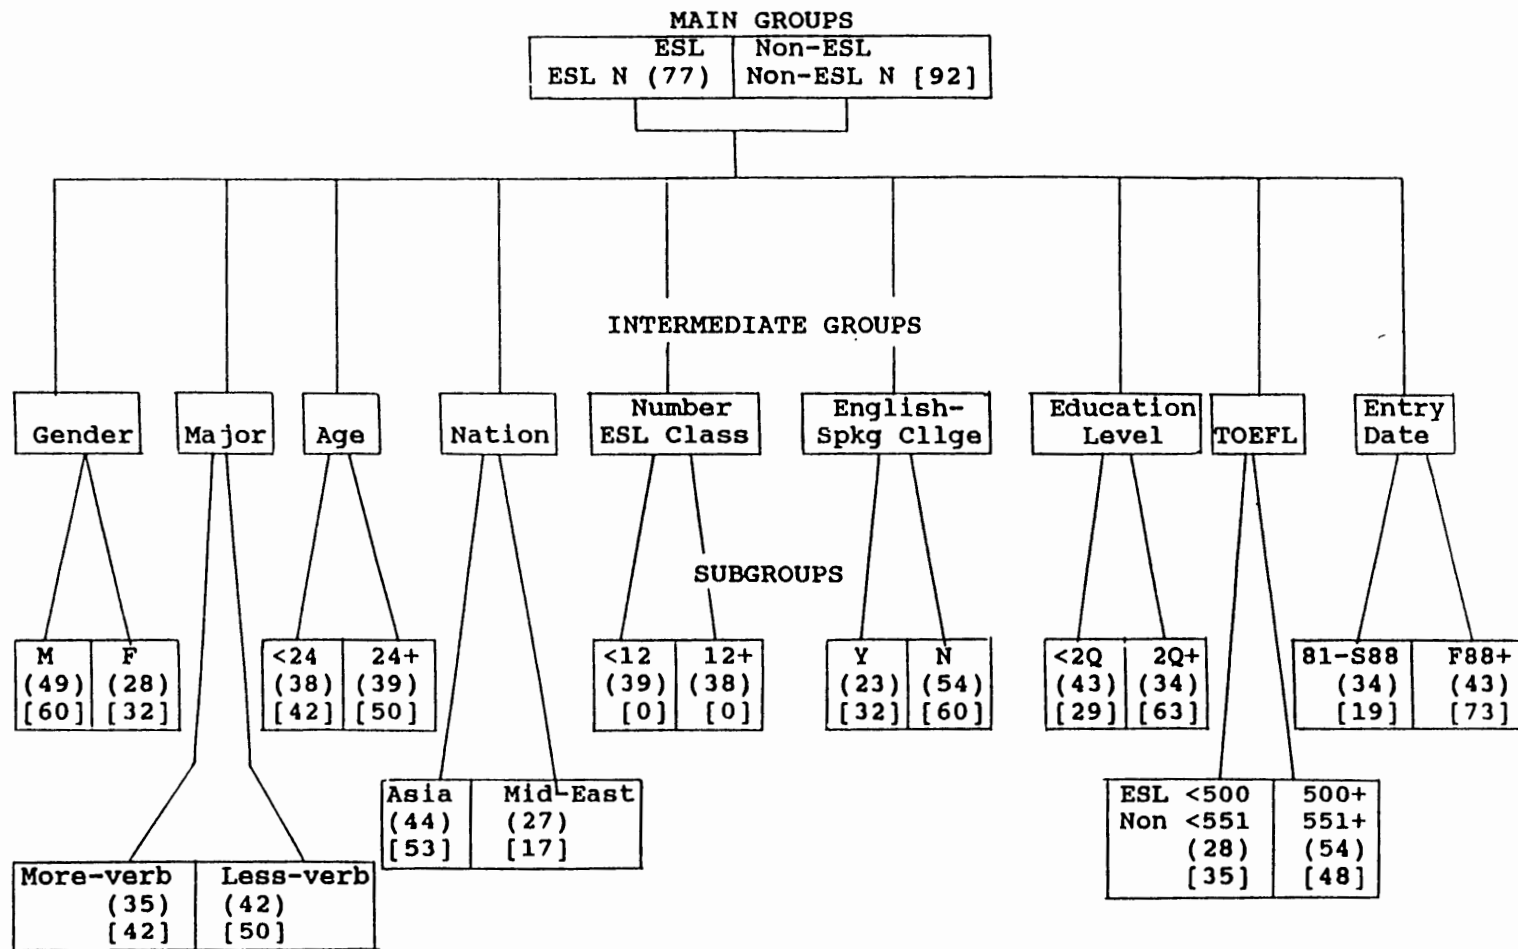 MAIN GROUPS
ESL Non-ESL
ESL N (77) Non-ESL N [92]
INTERMEDIATE GROUPS
Gender
Major
Age
Nation
Number
ESL Class
English-
Spkg Cllge
Education
Level
TOEFL
Entry
Date
SUBGROUPS
M F
(49) (28)
[60] [32]
<24 24+
(38) (39)
[42] [50]
<12 12+
(39) (38)
[0] [0]
Y N
(23) (54)
[32] [60]
<2Q 2Q+
(43) (34)
[29] [63]
81-S88 F88+
(34) (43)
[19] [73]
Asia Mid-East
(44) (27)
[53] [17]
ESL <500 500+
Non <551 551+
(28) (54)
[35] [48]
More-verb Less-verb
(35) (42)
[42] [50]